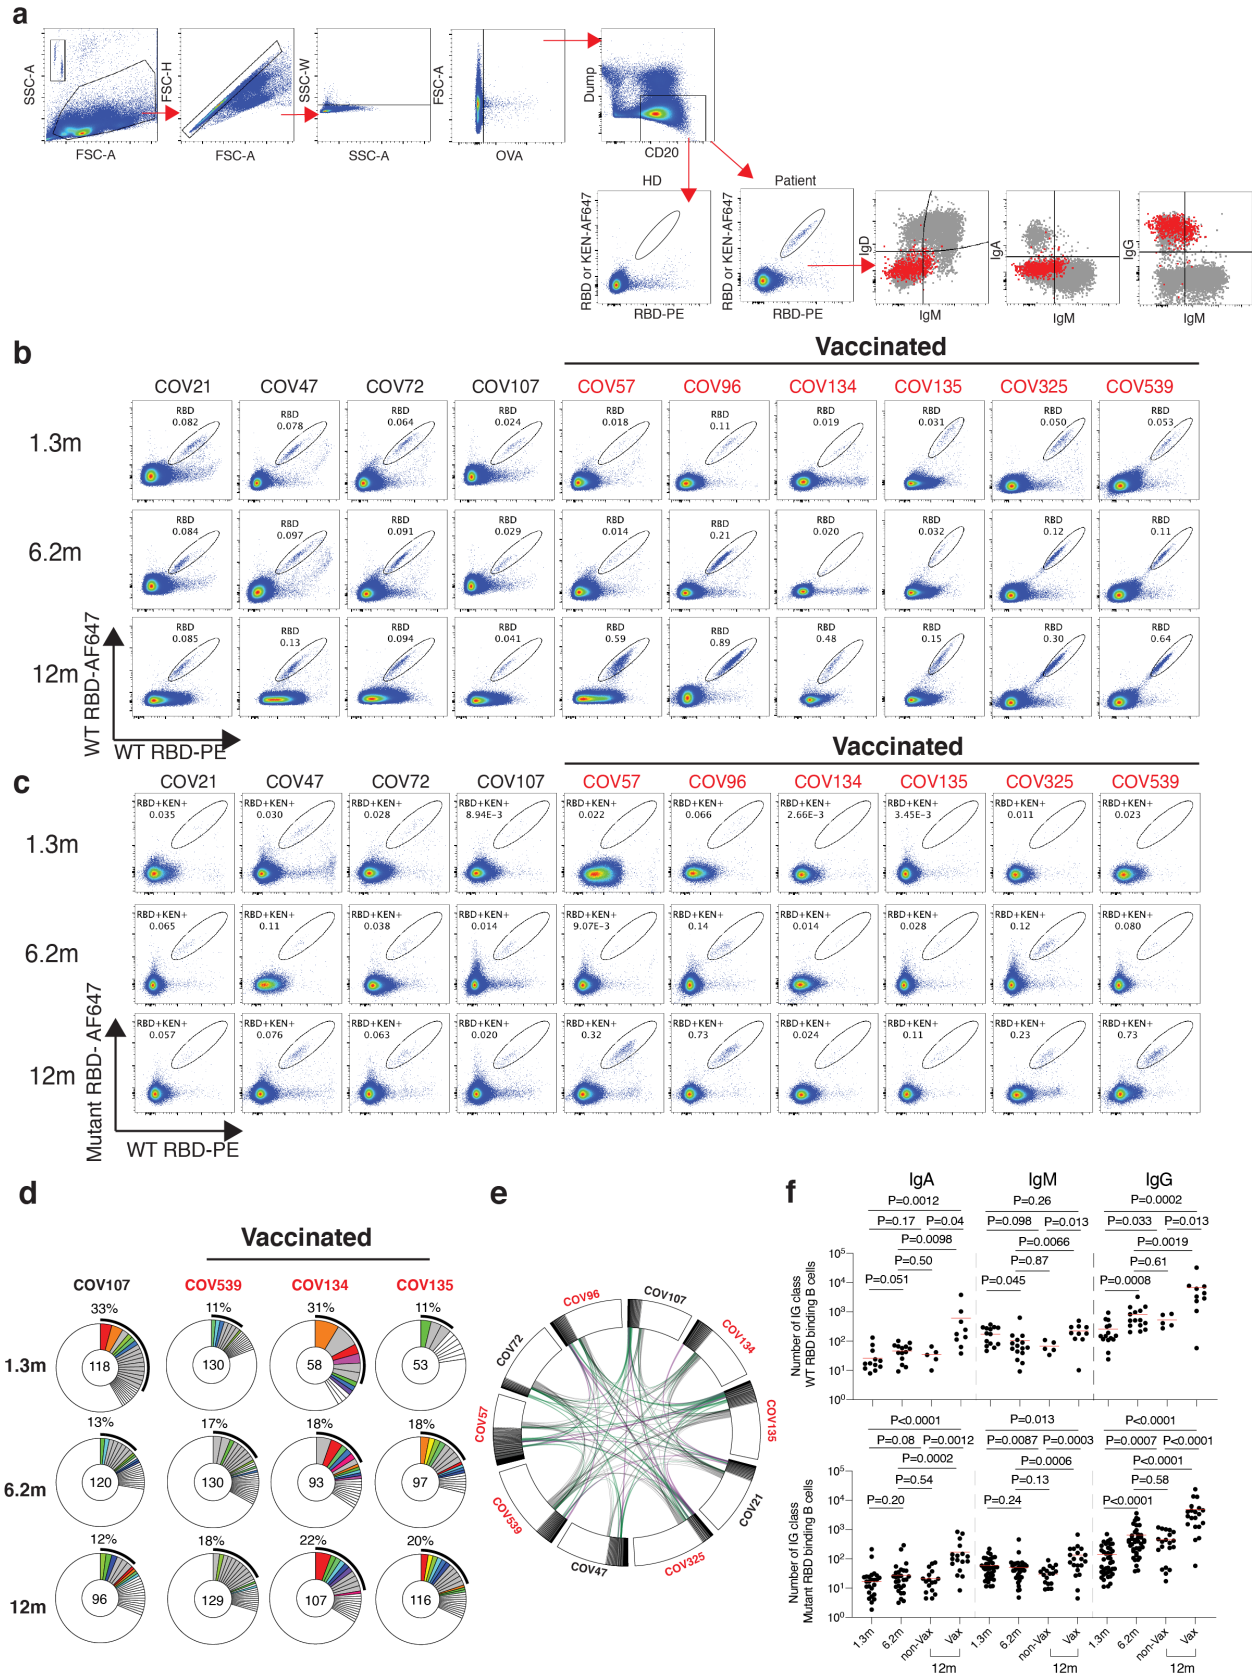 a
SSC-A
FSC-A
FSC-H
FSC-A
SSC-W
SSC-A
FSC-A
OVA
Dump
CD20
HD
RBD or KEN-AF647
RBD-PE
Patient
RBD or KEN-AF647
RBD-PE
IgD
IgM
IgA
IgM
IgG
IgM
b
Vaccinated
COV21 COV47 COV72 COV107 COV57 COV96 COV134 COV135 COV325 COV539
1.3m
RBD RBD RBD RBD RBD RBD RBD RBD RBD RBD
0.082 0.078 0.064 0.024 0.018 0.11 0.019 0.031 0.050 0.053
6.2m
RBD RBD RBD RBD RBD RBD RBD RBD RBD RBD
0.084 0.097 0.091 0.029 0.014 0.21 0.020 0.032 0.12 0.11
12m
RBD RBD RBD RBD RBD RBD RBD RBD RBD RBD
0.085 0.13 0.094 0.041 0.59 0.89 0.48 0.15 0.30 0.64
WT RBD-AF647
WT RBD-PE
Vaccinated
c
COV21 COV47 COV72 COV107 COV57 COV96 COV134 COV135 COV325 COV539
1.3m
RBD+KEN+ RBD+KEN+ RBD+KEN+ RBD+KEN+ RBD+KEN+ RBD+KEN+ RBD+KEN+ RBD+KEN+ RBD+KEN+ RBD+KEN+
0.035 0.030 0.028 8.94E-3 0.022 0.066 2.66E-3 3.45E-3 0.011 0.023
6.2m
RBD+KEN+ RBD+KEN+ RBD+KEN+ RBD+KEN+ RBD+KEN+ RBD+KEN+ RBD+KEN+ RBD+KEN+ RBD+KEN+ RBD+KEN+
0.065 0.11 0.038 0.014 9.07E-3 0.14 0.014 0.028 0.12 0.080
12m
RBD+KEN+ RBD+KEN+ RBD+KEN+ RBD+KEN+ RBD+KEN+ RBD+KEN+ RBD+KEN+ RBD+KEN+ RBD+KEN+ RBD+KEN+
0.057 0.076 0.063 0.020 0.32 0.73 0.024 0.11 0.23 0.73
Mutant RBD- AF647
WT RBD-PE
d
Vaccinated
COV107 COV539 COV134 COV135
33% 11% 31% 11%
1.3m
118 130 58 53
13% 17% 18% 18%
6.2m
120 130 93 97
12% 18% 22% 20%
12m
96 129 107 116
e
COV96
COV107
COV134
COV135
COV21
COV325
COV47
COV539
COV57
COV72
f
IgA IgM IgG
P=0.0012 P=0.26 P=0.0002
P=0.17 P=0.04 P=0.098 P=0.013 P=0.033 P=0.013
P=0.0098 P=0.0066 P=0.0019
P=0.50 P=0.87 P=0.61
P=0.051 P=0.045 P=0.0008
Number of IG class
WT RBD binding B cells
10⁵
10⁴
10³
10²
10¹
10⁰
P<0.0001 P=0.013 P<0.0001
P=0.08 P=0.0012 P=0.0087 P=0.0003 P=0.0007 P<0.0001
P=0.0002 P=0.0006 P<0.0001
P=0.54 P=0.13 P=0.58
P=0.20 P=0.24 P<0.0001
Number of IG class
Mutant RBD binding B cells
10⁵
10⁴
10³
10²
10¹
10⁰
1.3m 6.2m non-Vax Vax 1.3m 6.2m non-Vax Vax 1.3m 6.2m non-Vax Vax
12m 12m 12m